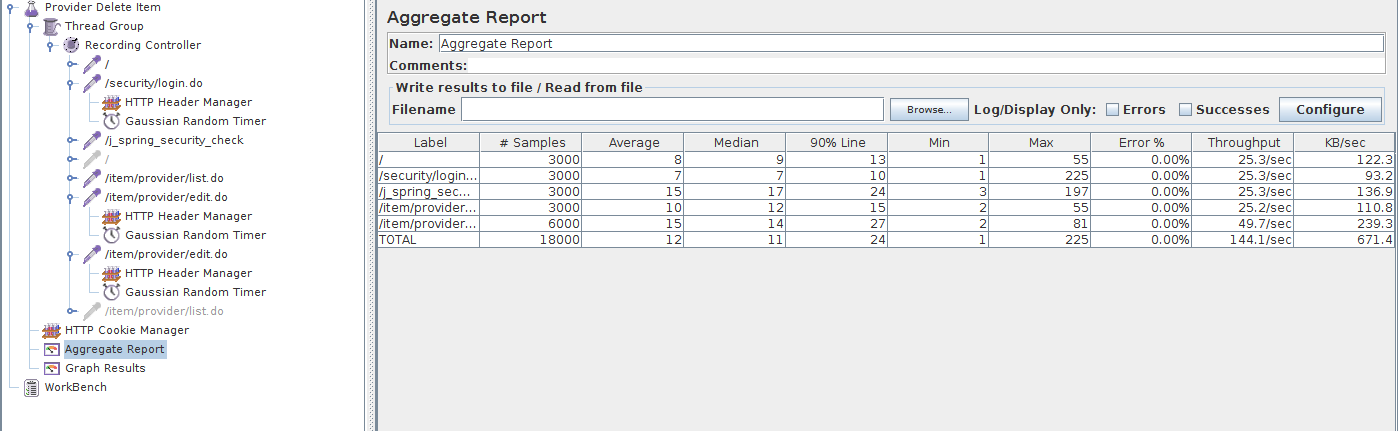 Provider Delete Item
Thread Group
Recording Controller
/
/security/login.do
HTTP Header Manager
Gaussian Random Timer
/j_spring_security_check
/
/item/provider/list.do
/item/provider/edit.do
HTTP Header Manager
Gaussian Random Timer
/item/provider/edit.do
HTTP Header Manager
Gaussian Random Timer
/item/provider/list.do
HTTP Cookie Manager
Aggregate Report
Graph Results
WorkBench
Aggregate Report
Name: Aggregate Report
Comments:
Write results to file / Read from file
Filename Browse... Log/Display Only: Errors Successes Configure
Label # Samples Average Median 90% Line Min Max Error % Throughput KB/sec
/ 3000 8 9 13 1 55 0.00% 25.3/sec 122.3
/security/login... 3000 7 7 10 1 225 0.00% 25.3/sec 93.2
/j_spring_sec... 3000 15 17 24 3 197 0.00% 25.3/sec 136.9
/item/provider... 3000 10 12 15 2 55 0.00% 25.2/sec 110.8
/item/provider... 6000 15 14 27 2 81 0.00% 49.7/sec 239.3
TOTAL 18000 12 11 24 1 225 0.00% 144.1/sec 671.4